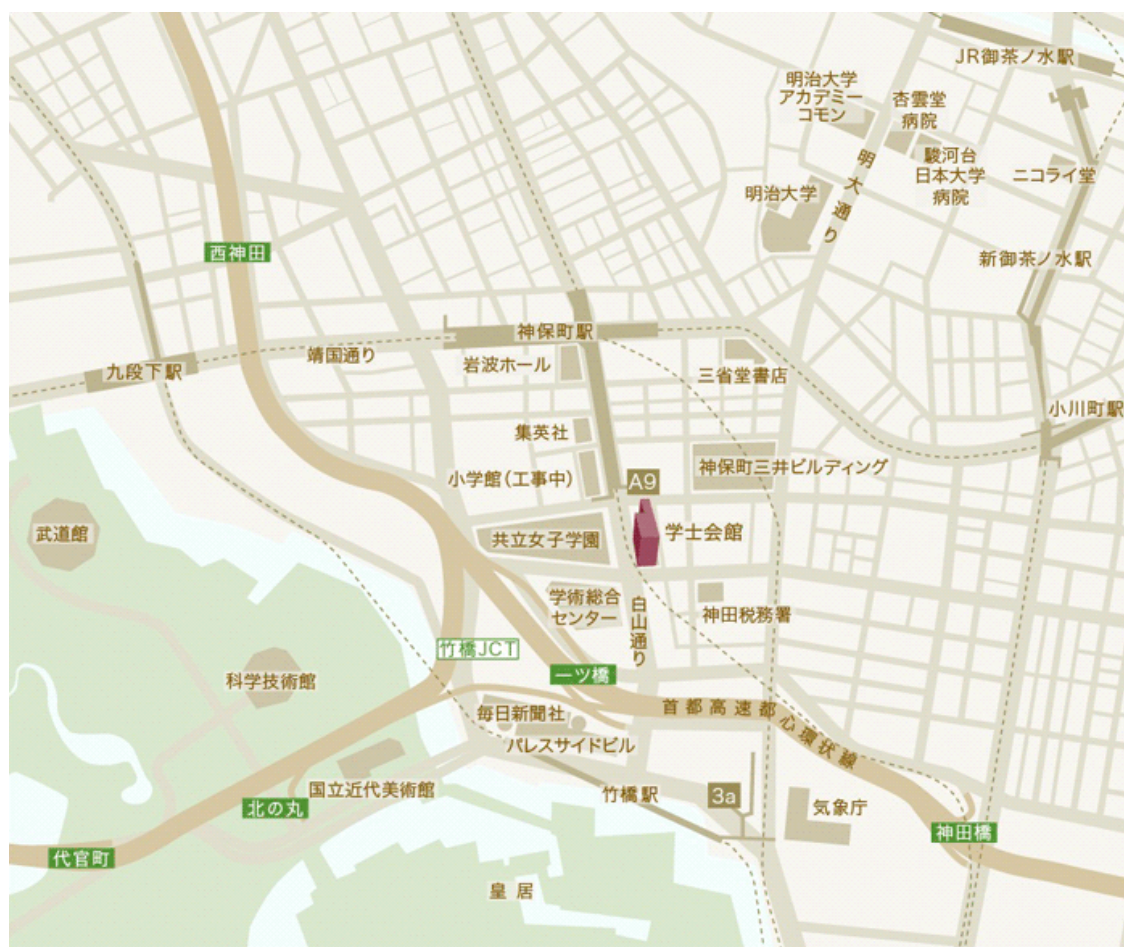 JR御茶ノ水駅
明治大学
アカデミー
コモン
杏雲堂
病院
駿河台
日本大学
病院
ニコライ堂
明大通り
明治大学
西神田
新御茶ノ水駅
神保町駅
靖国通り
九段下駅
岩波ホール
三省堂書店
小川町駅
集英社
小学館(工事中)
神保町三井ビルディング
A9
武道館
共立女子学園
学士会館
学術総合
センター
白山通り
神田税務署
竹橋JCT
一ツ橋
科学技術館
毎日新聞社
首都高速都心環状線
パレスサイドビル
国立近代美術館
竹橋駅
3a
気象庁
北の丸
神田橋
代官町
皇居